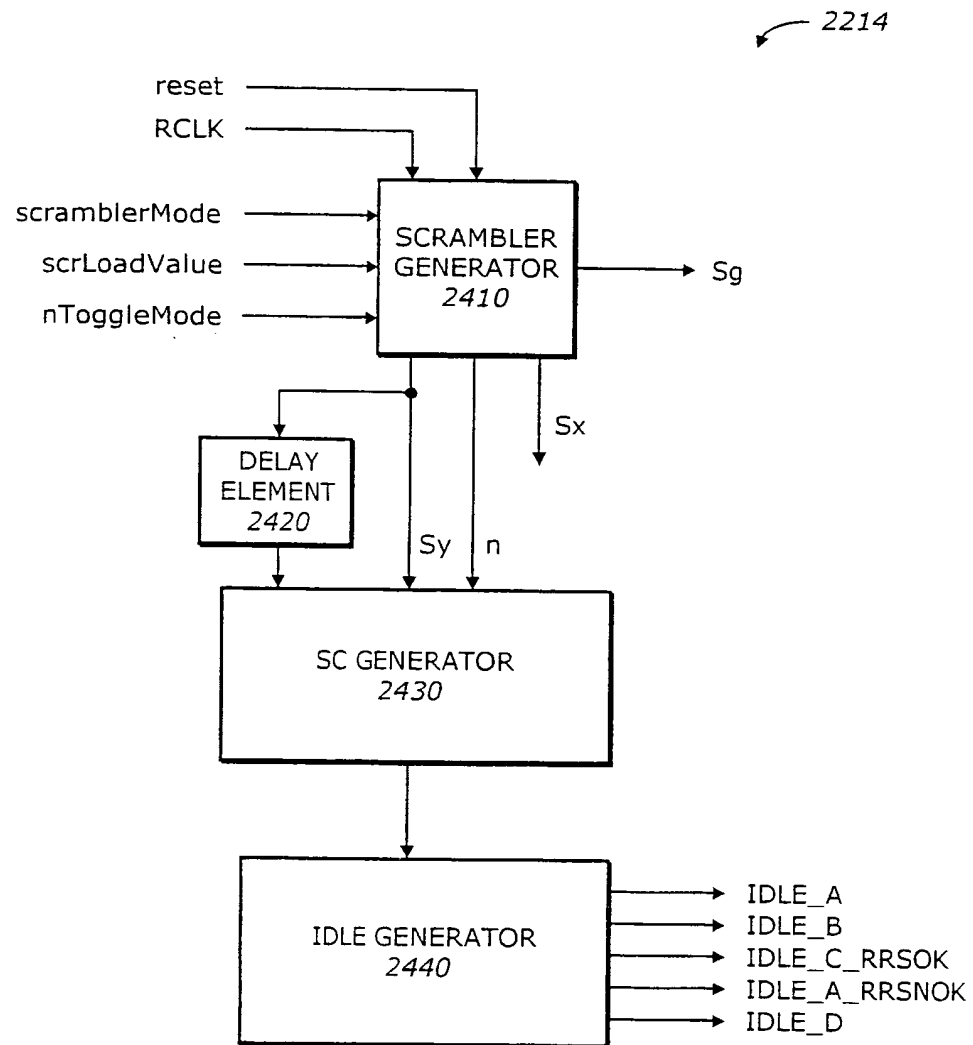 2214
reset
RCLK
scramblerMode
scrLoadValue
nToggleMode
SCRAMBLER
GENERATOR
2410
Sg
Sx
DELAY
ELEMENT
2420
Sy
n
SC GENERATOR
2430
IDLE GENERATOR
2440
IDLE_A
IDLE_B
IDLE_C_RRSOK
IDLE_A_RRSNOK
IDLE_D